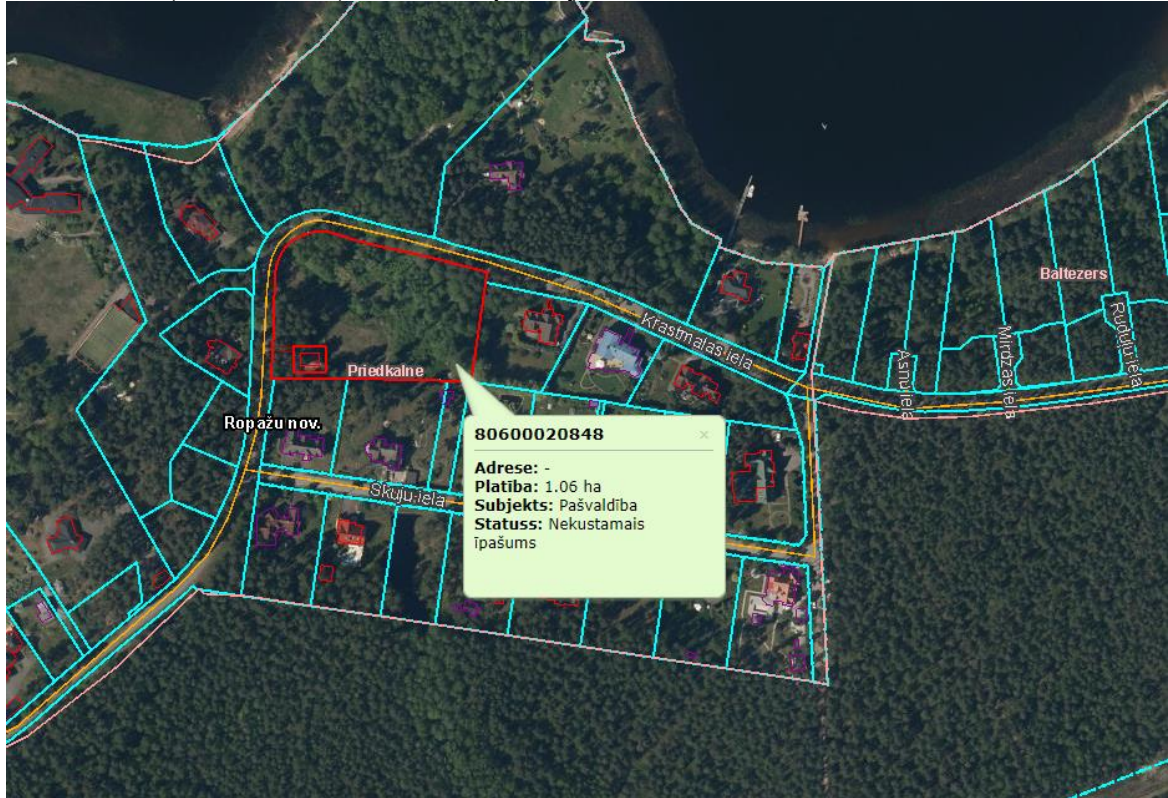 Krastmalas iela
Baltezers
Asnu iela
Mirdzas iela
Ruduļu iela
Priedkalne
Ropažu nov.
Skuju iela
80600020848 ×
Adrese: -
Platība: 1.06 ha
Subjekts: Pašvaldība
Statuss: Nekustamais
īpašums